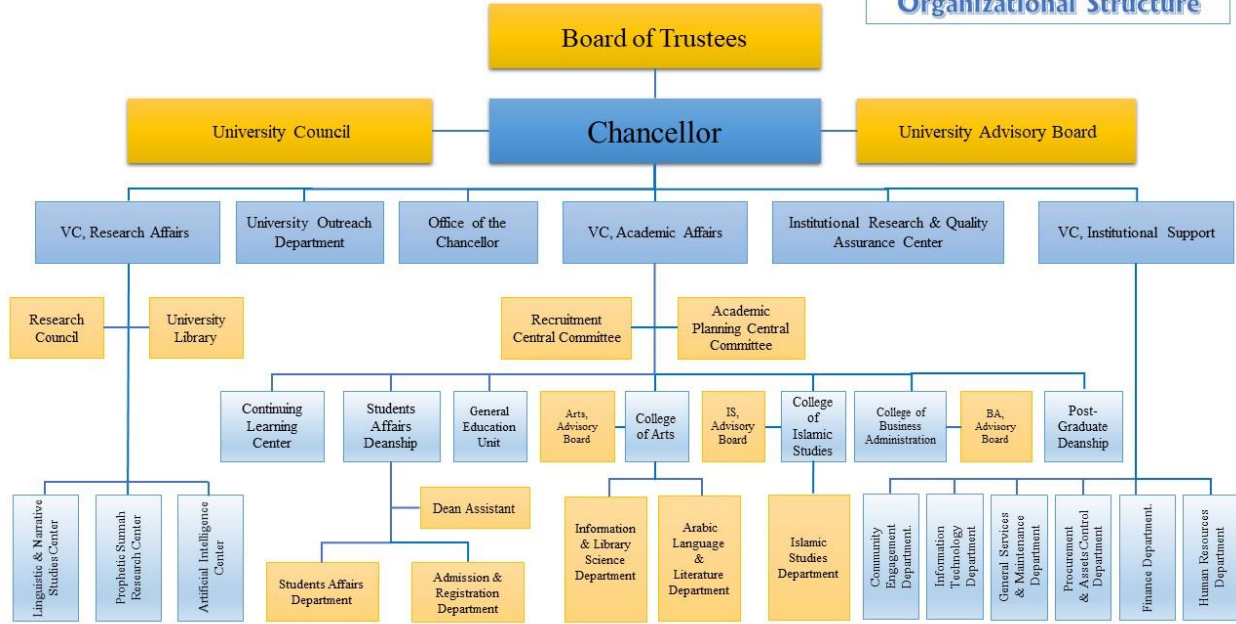 Organizational Structure
Board of Trustees
University Council
Chancellor
University Advisory Board
VC, Research Affairs
University Outreach
Department
Office of the
Chancellor
VC, Academic Affairs
Institutional Research & Quality
Assurance Center
VC, Institutional Support
Research
Council
University
Library
Recruitment
Central Committee
Academic
Planning Central
Committee
Continuing
Learning
Center
Students
Affairs
Deanship
General
Education
Unit
Arts,
Advisory
Board
College
of Arts
IS,
Advisory
Board
College
of
Islamic
Studies
College of
Business
Administration
BA,
Advisory
Board
Post-
Graduate
Deanship
Linguistic & Narrative
Studies Center
Prophetic Sunnah
Research Center
Artificial Intelligence
Center
Dean Assistant
Students Affairs
Department
Admission &
Registration
Department
Information
& Library
Science
Department
Arabic
Language
&
Literature
Department
Islamic
Studies
Department
Community
Engagement
Department.
Information
Technology
Department
General Services
& Maintenance
Department
Procurement
& Assets Control
Department
Finance Department.
Human Resources
Department